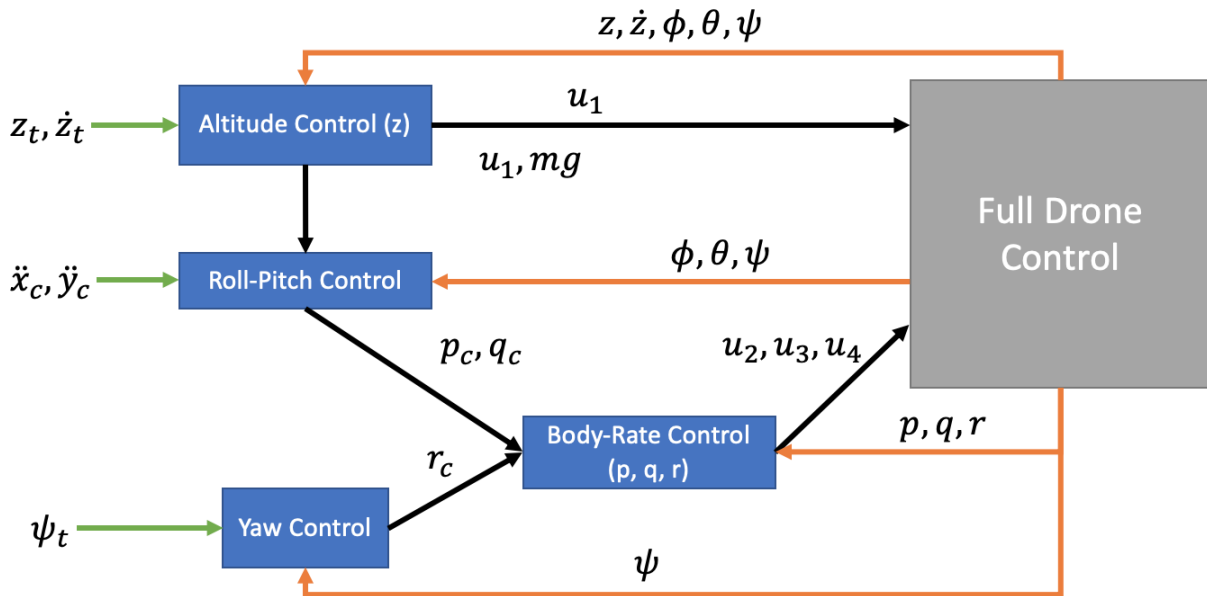 z, ż, ϕ, θ, ψ
z_t, ż_t
Altitude Control (z)
u_1
u_1, mg
Full Drone
Control
ẍ_c, ÿ_c
Roll-Pitch Control
ϕ, θ, ψ
p_c, q_c
u_2, u_3, u_4
Body-Rate Control
(p, q, r)
p, q, r
r_c
ψ_t
Yaw Control
ψ